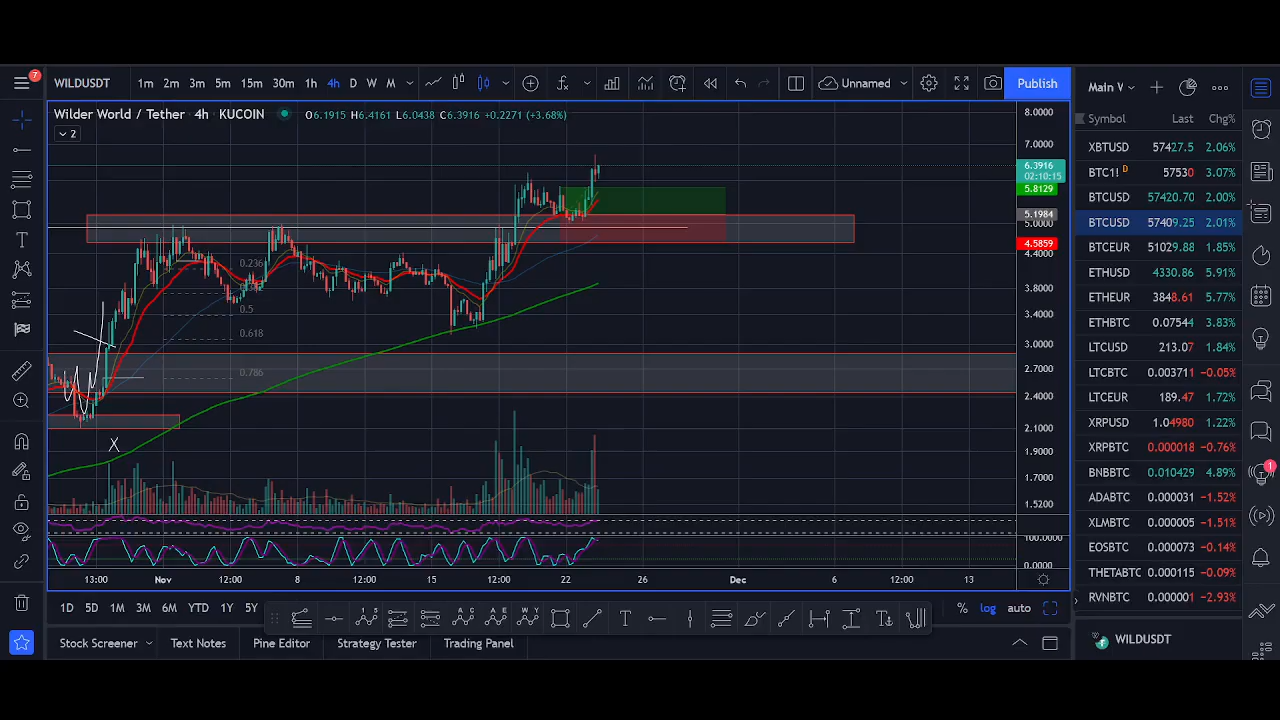 7
WILDUSDT 1m 2m 3m 5m 15m 30m 1h 4h D W M Unnamed Publish
Wilder World / Tether 4h KUCOIN O6.1915 H6.4161 L6.0438 C6.3916 +0.2271 (+3.68%)
2
8.0000
7.0000
6.3916
02:10:15
5.8129
5.1984
5.0000
4.5859
4.4000
3.8000
3.4000
3.0000
2.7000
2.4000
2.1000
1.9000
1.7000
1.5200
100.0000
0.0000
0.236
0.5
0.618
0.786
X
13:00 Nov 12:00 8 12:00 15 12:00 22 26 Dec 6 12:00 13
1D 5D 1M 3M 6M YTD 1Y 5Y
% log auto
Stock Screener Text Notes Pine Editor Strategy Tester Trading Panel
Main V
Symbol Last Chg%
XBTUSD 57427.5 2.06%
BTC1! D 57530 3.07%
BTCUSD 57420.70 2.00%
BTCUSD 57409.25 2.01%
BTCEUR 51029.88 1.85%
ETHUSD 4330.86 5.91%
ETHEUR 3848.61 5.77%
ETHBTC 0.07544 3.83%
LTCUSD 213.07 1.84%
LTCBTC 0.003711 −0.05%
LTCEUR 189.47 1.72%
XRPUSD 1.04980 1.22%
XRPBTC 0.000018 −0.76%
BNBBTC 0.010429 4.89%
ADABTC 0.000031 −1.52%
XLMBTC 0.000005 −1.51%
EOSBTC 0.000073 −0.14%
THETABTC 0.000115 −0.09%
RVNBTC 0.000001 −2.93%
WILDUSDT
1